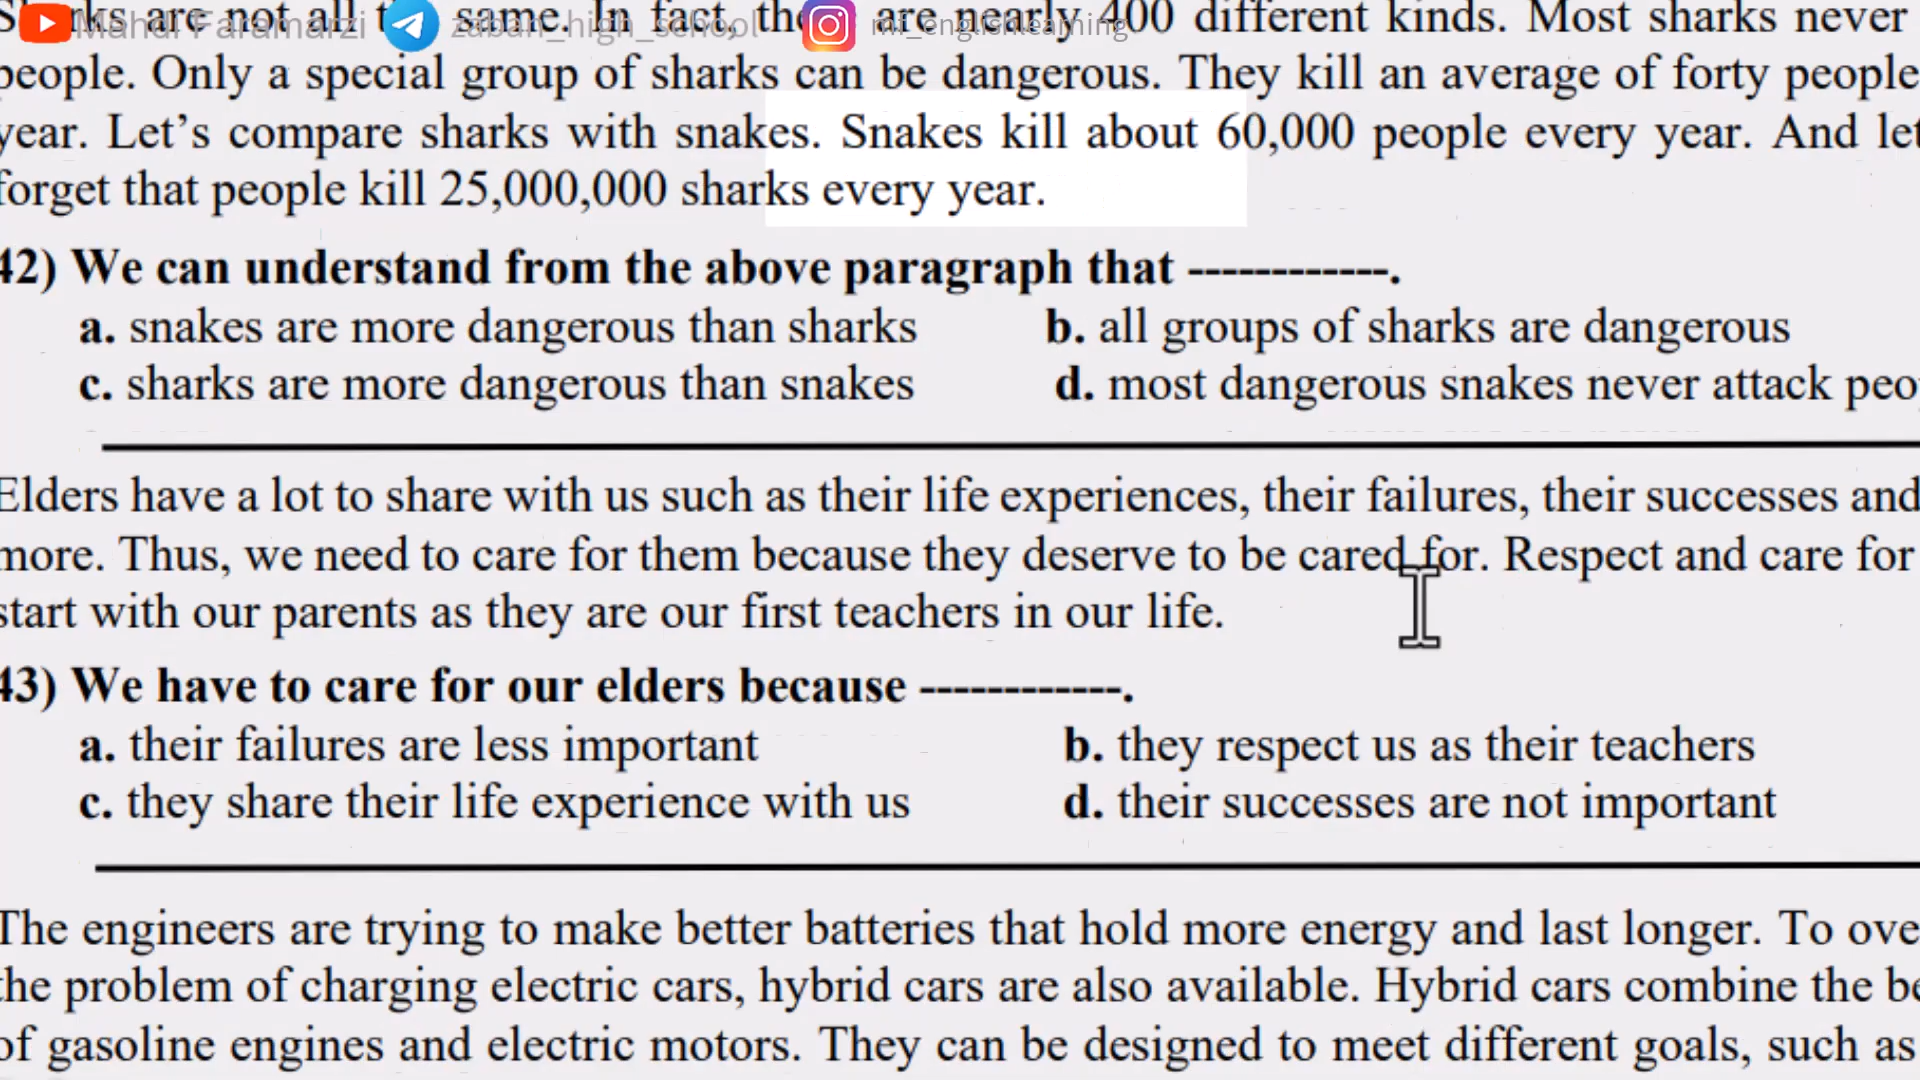 Mahdi Faramarzi zaban_high_school mf_englishlearning
Sharks are not all the same. In fact, there are nearly 400 different kinds. Most sharks never
people. Only a special group of sharks can be dangerous. They kill an average of forty people
year. Let’s compare sharks with snakes. Snakes kill about 60,000 people every year. And let
forget that people kill 25,000,000 sharks every year.
42) We can understand from the above paragraph that ------------.
a. snakes are more dangerous than sharks b. all groups of sharks are dangerous
c. sharks are more dangerous than snakes d. most dangerous snakes never attack peo
Elders have a lot to share with us such as their life experiences, their failures, their successes and
more. Thus, we need to care for them because they deserve to be cared for. Respect and care for
start with our parents as they are our first teachers in our life.
43) We have to care for our elders because ------------.
a. their failures are less important b. they respect us as their teachers
c. they share their life experience with us d. their successes are not important
The engineers are trying to make better batteries that hold more energy and last longer. To ove
the problem of charging electric cars, hybrid cars are also available. Hybrid cars combine the be
of gasoline engines and electric motors. They can be designed to meet different goals, such as